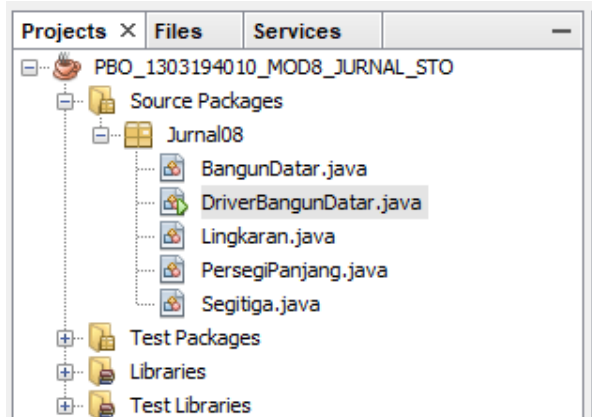 Projects Files Services
PBO_1303194010_MOD8_JURNAL_STO
Source Packages
Jurnal08
BangunDatar.java
DriverBangunDatar.java
Lingkaran.java
PersegiPanjang.java
Segitiga.java
Test Packages
Libraries
Test Libraries